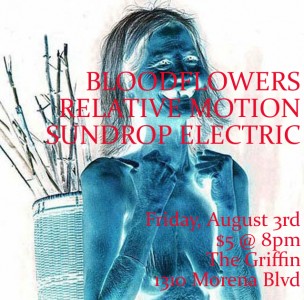 BLOODFLOWERS
RELATIVE MOTION
SUNDROP ELECTRIC
Friday, August 3rd
$5 @ 8pm
The Griffin
1310 Morena Blvd